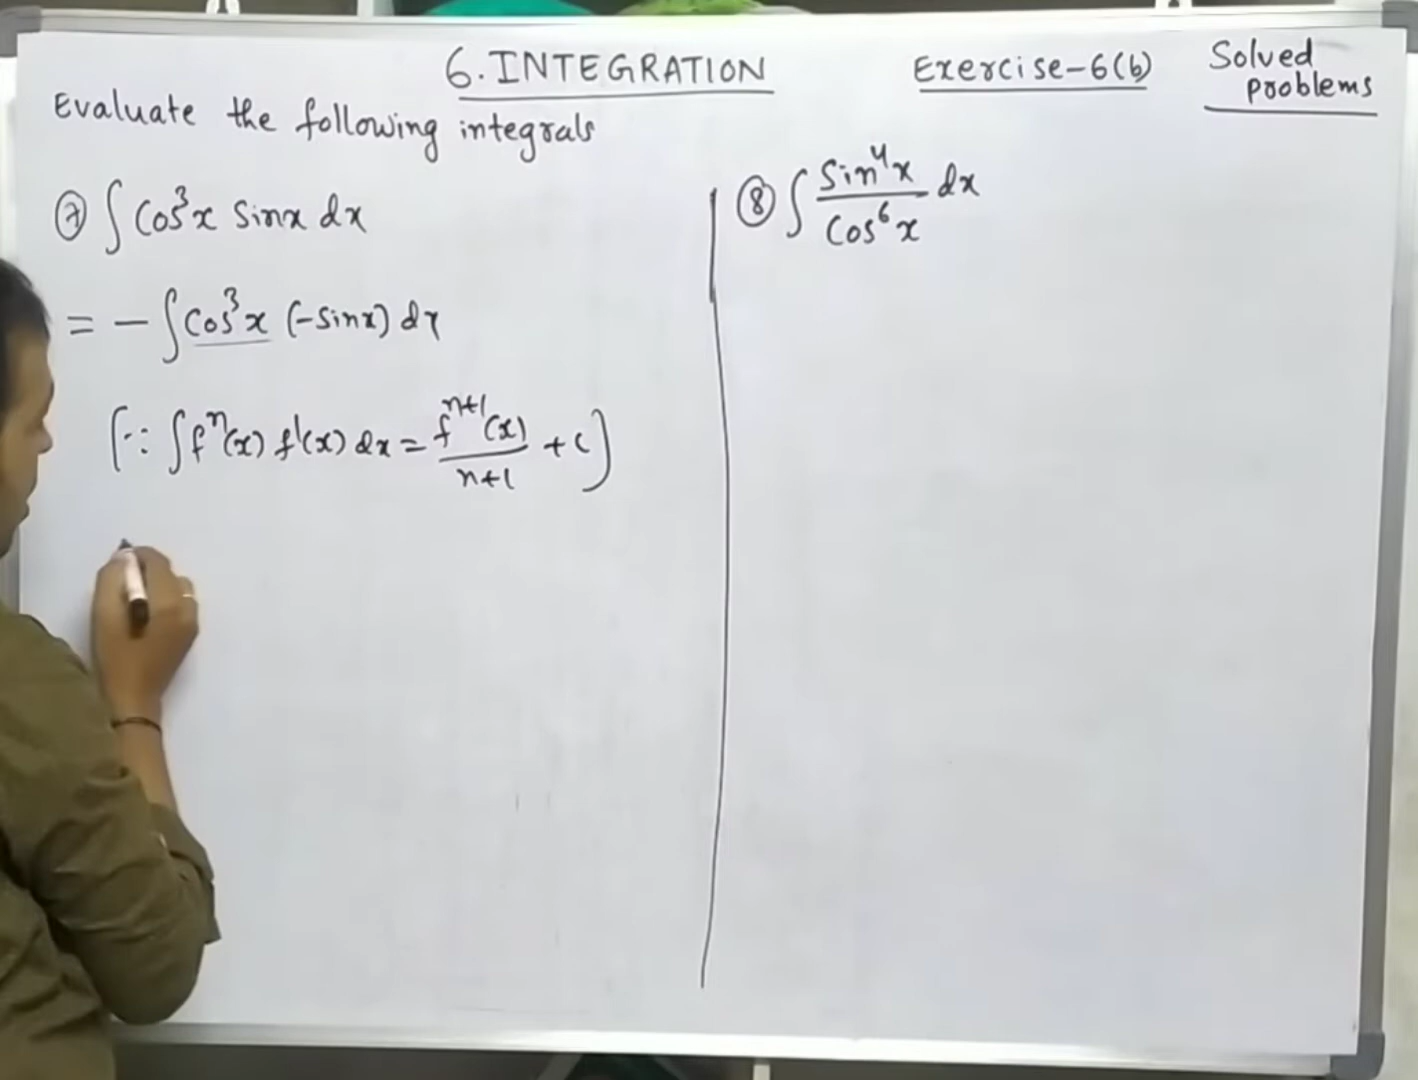 6. INTEGRATION
Exercise-6(b)
Solved problems
Evaluate the following integrals
⑦ ∫ Cos³x Sinx dx
= - ∫ Cos³x (-Sinx) dx
[∵ ∫ fⁿ(x) f'(x) dx = fⁿ⁺¹(x)/n+1 + c]
⑧ ∫ Sin⁴x/Cos⁶x dx